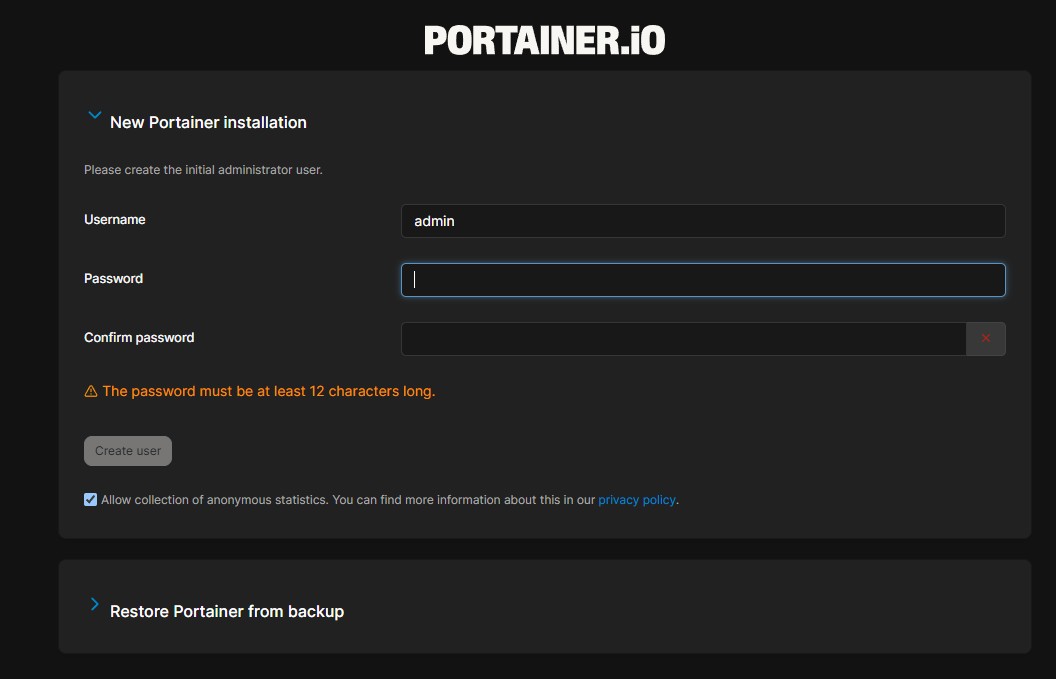 PORTAINER.iO
New Portainer installation
Please create the initial administrator user.
Username
admin
Password
Confirm password
The password must be at least 12 characters long.
Create user
Allow collection of anonymous statistics. You can find more information about this in our privacy policy.
Restore Portainer from backup